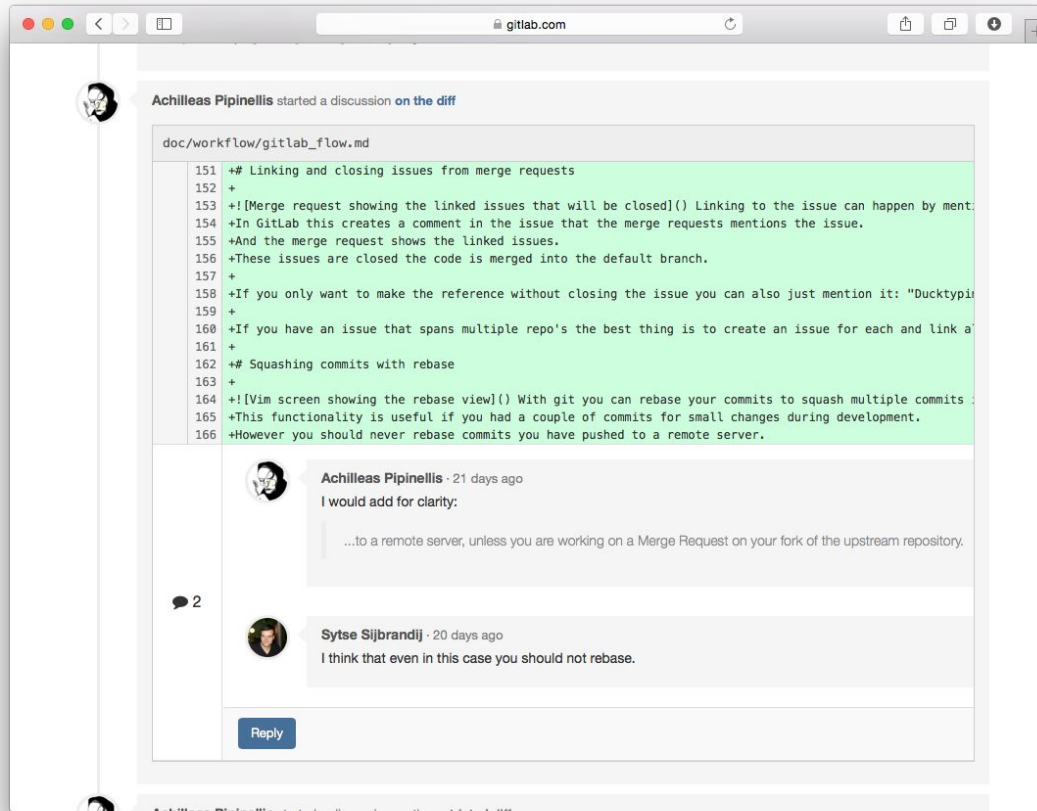 gitlab.com
Achilleas Pipinellis started a discussion on the diff
doc/workflow/gitlab_flow.md
151 +# Linking and closing issues from merge requests
152 +
153 +![Merge request showing the linked issues that will be closed]() Linking to the issue can happen by menti
154 +In GitLab this creates a comment in the issue that the merge requests mentions the issue.
155 +And the merge request shows the linked issues.
156 +These issues are closed the code is merged into the default branch.
157 +
158 +If you only want to make the reference without closing the issue you can also just mention it: "Ducktypin
159 +
160 +If you have an issue that spans multiple repo's the best thing is to create an issue for each and link a
161 +
162 +# Squashing commits with rebase
163 +
164 +![Vim screen showing the rebase view]() With git you can rebase your commits to squash multiple commits
165 +This functionality is useful if you had a couple of commits for small changes during development.
166 +However you should never rebase commits you have pushed to a remote server.
Achilleas Pipinellis · 21 days ago
I would add for clarity:
...to a remote server, unless you are working on a Merge Request on your fork of the upstream repository.
2
Sytse Sijbrandij · 20 days ago
I think that even in this case you should not rebase.
Reply